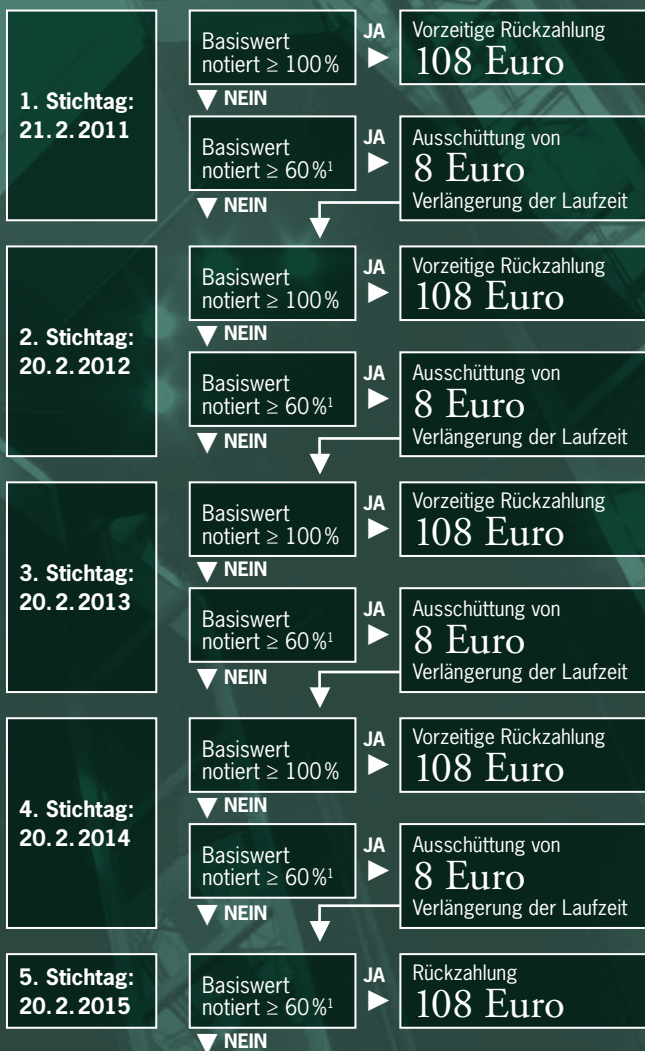 1. Stichtag:
21.2.2011
Basiswert
notiert ≥ 100%
JA
Vorzeitige Rückzahlung
108 Euro
NEIN
Basiswert
notiert ≥ 60%¹
JA
Ausschüttung von
8 Euro
Verlängerung der Laufzeit
NEIN
2. Stichtag:
20.2.2012
Basiswert
notiert ≥ 100%
JA
Vorzeitige Rückzahlung
108 Euro
NEIN
Basiswert
notiert ≥ 60%¹
JA
Ausschüttung von
8 Euro
Verlängerung der Laufzeit
NEIN
3. Stichtag:
20.2.2013
Basiswert
notiert ≥ 100%
JA
Vorzeitige Rückzahlung
108 Euro
NEIN
Basiswert
notiert ≥ 60%¹
JA
Ausschüttung von
8 Euro
Verlängerung der Laufzeit
NEIN
4. Stichtag:
20.2.2014
Basiswert
notiert ≥ 100%
JA
Vorzeitige Rückzahlung
108 Euro
NEIN
Basiswert
notiert ≥ 60%¹
JA
Ausschüttung von
8 Euro
Verlängerung der Laufzeit
NEIN
5. Stichtag:
20.2.2015
Basiswert
notiert ≥ 60%¹
JA
Rückzahlung
108 Euro
NEIN